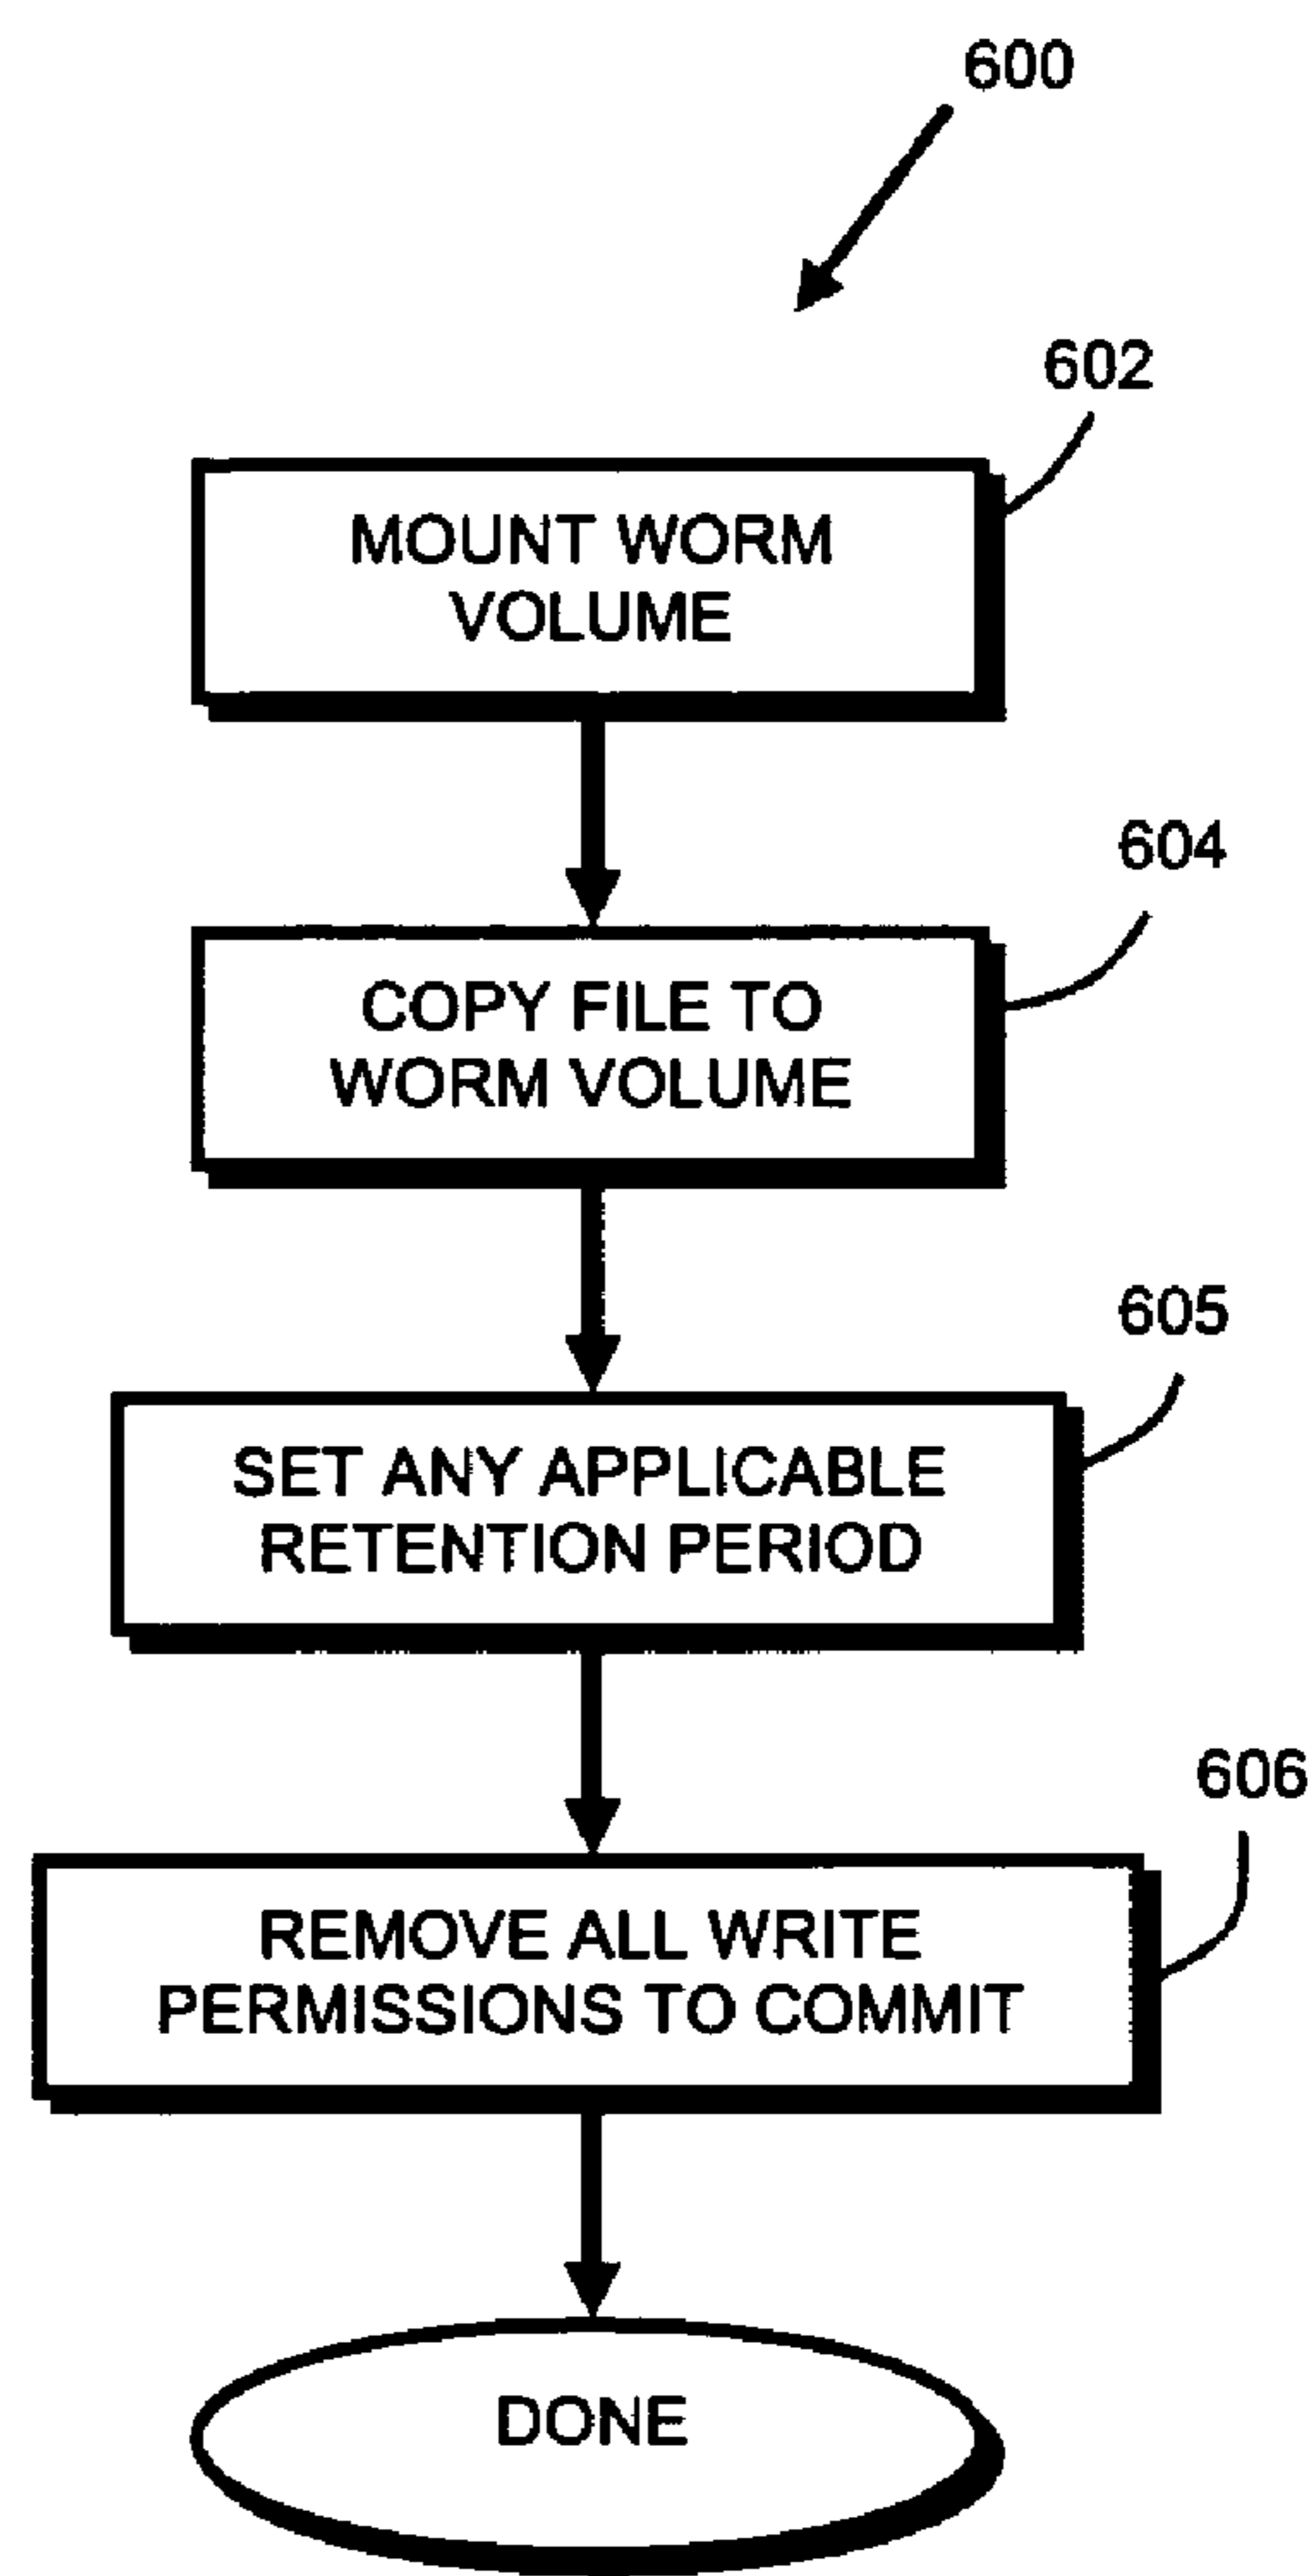 600
602
MOUNT WORM
VOLUME
604
COPY FILE TO
WORM VOLUME
605
SET ANY APPLICABLE
RETENTION PERIOD
606
REMOVE ALL WRITE
PERMISSIONS TO COMMIT
DONE